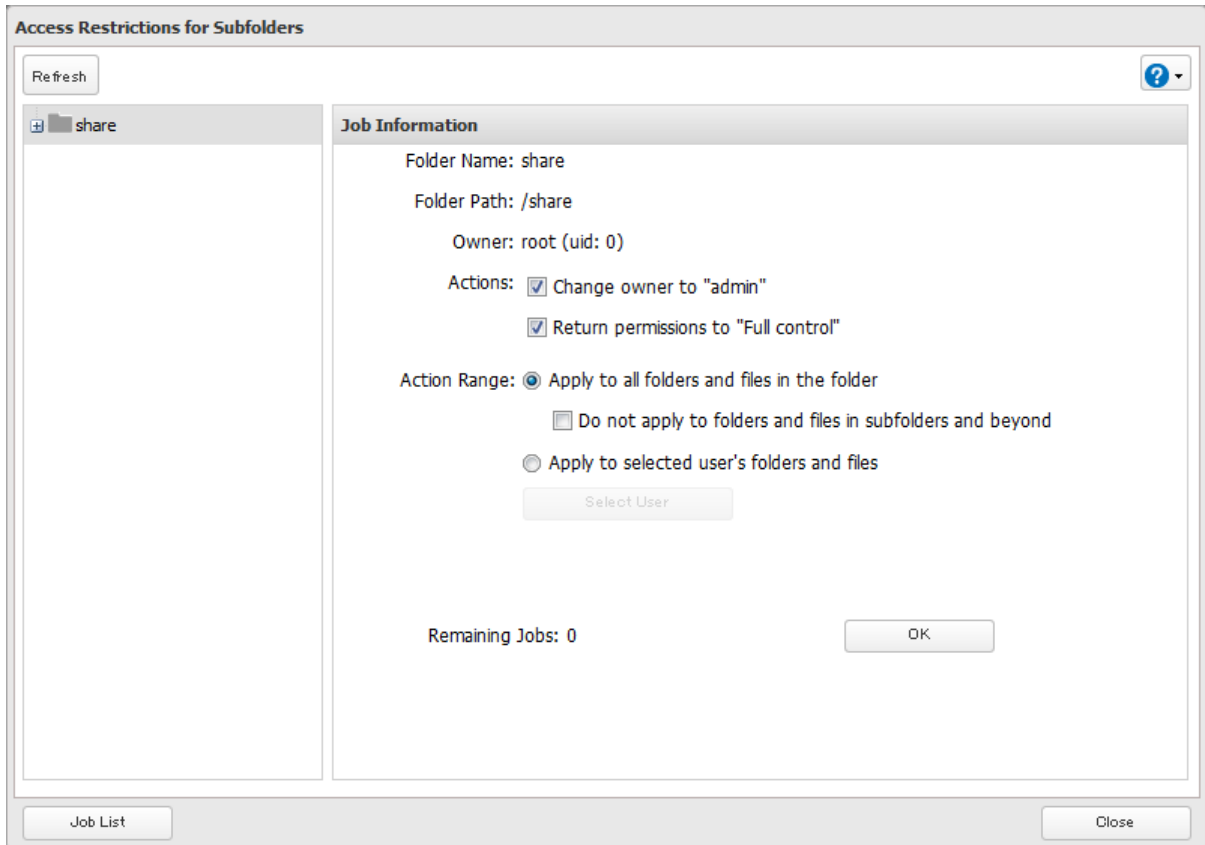 Access Restrictions for Subfolders
Refresh
?
share
Job Information
Folder Name: share
Folder Path: /share
Owner: root (uid: 0)
Actions: Change owner to "admin"
Return permissions to "Full control"
Action Range: Apply to all folders and files in the folder
Do not apply to folders and files in subfolders and beyond
Apply to selected user's folders and files
Select User
Remaining Jobs: 0 OK
Job List Close